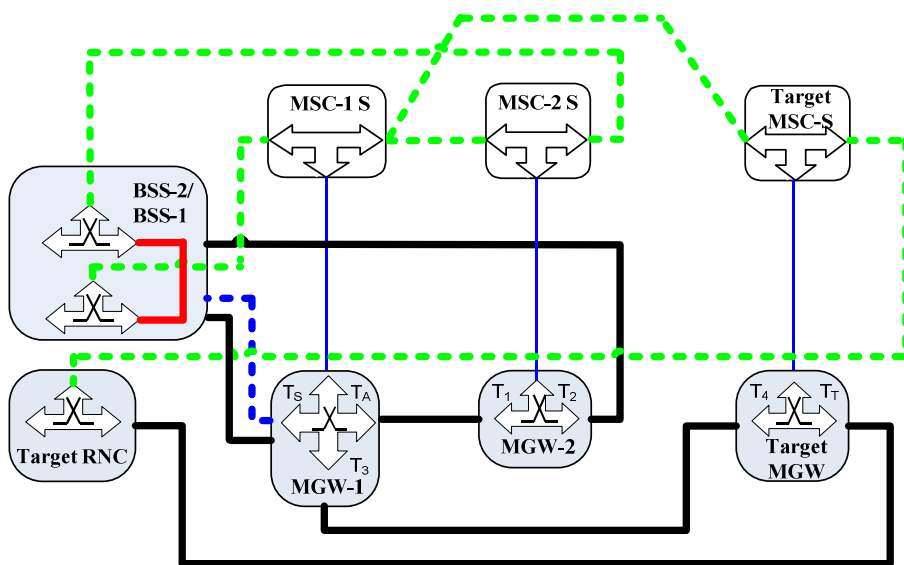 MSC-1 S
MSC-2 S
Target
MSC-S
BSS-2/
BSS-1
TS
TA
T3
MGW-1
T1
T2
MGW-2
T4
TT
Target
MGW
Target RNC